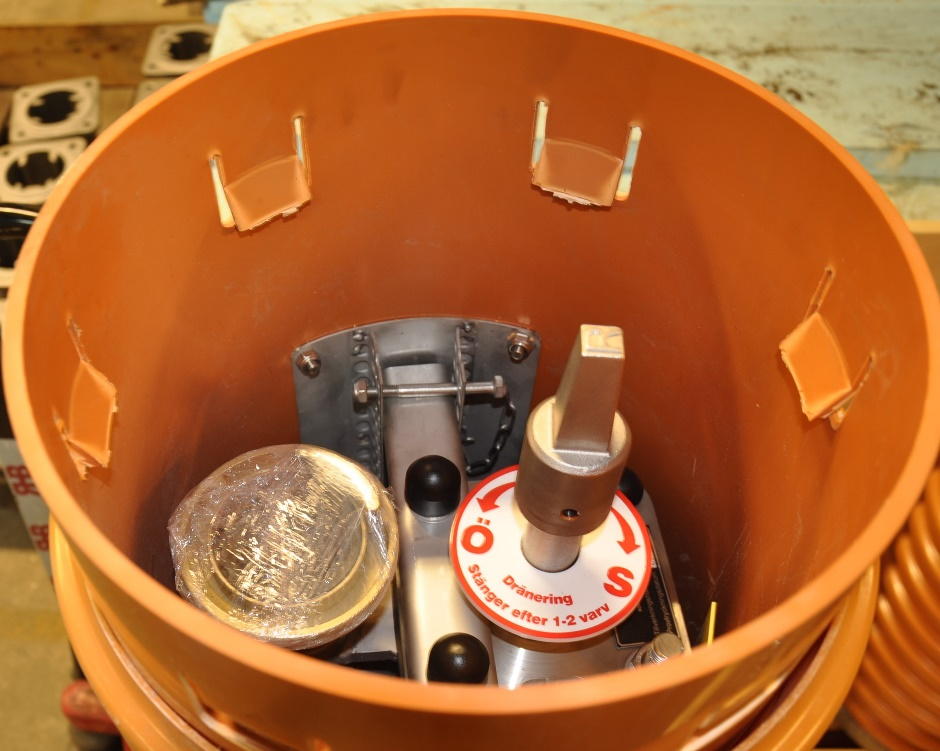 Ö S
Dränering
Stänger efter 1-2 varv